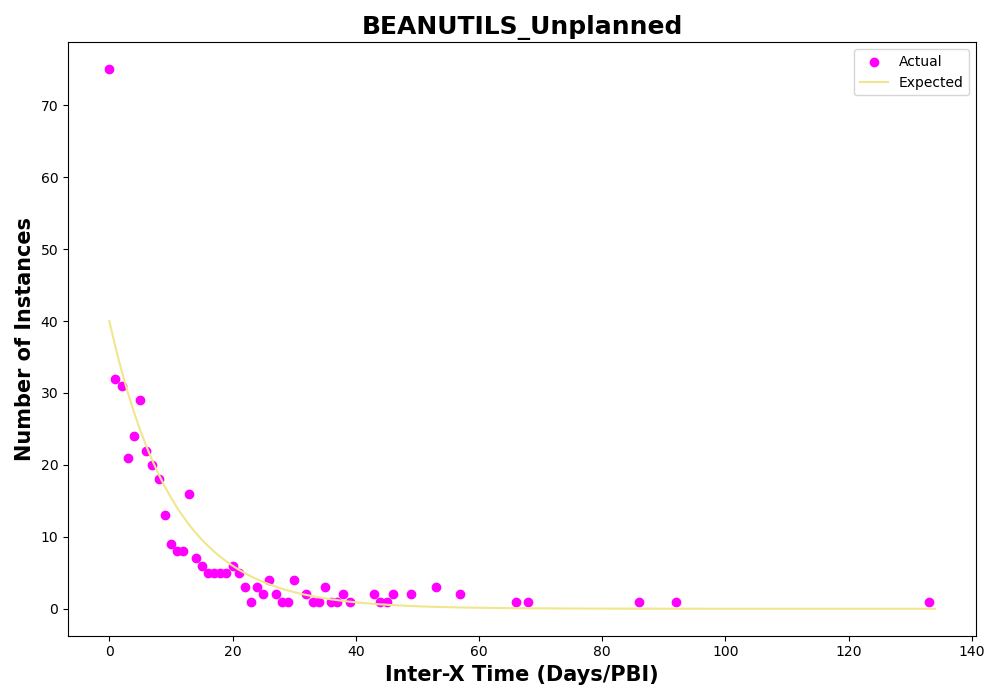 BEANUTILS_Unplanned
Actual
Expected
Number of Instances
70
60
50
40
30
20
10
0
0 20 40 60 80 100 120 140
Inter-X Time (Days/PBI)